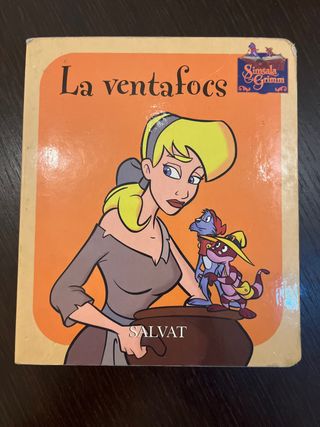 La ventafocs
Simsala
Grimm
SALVAT